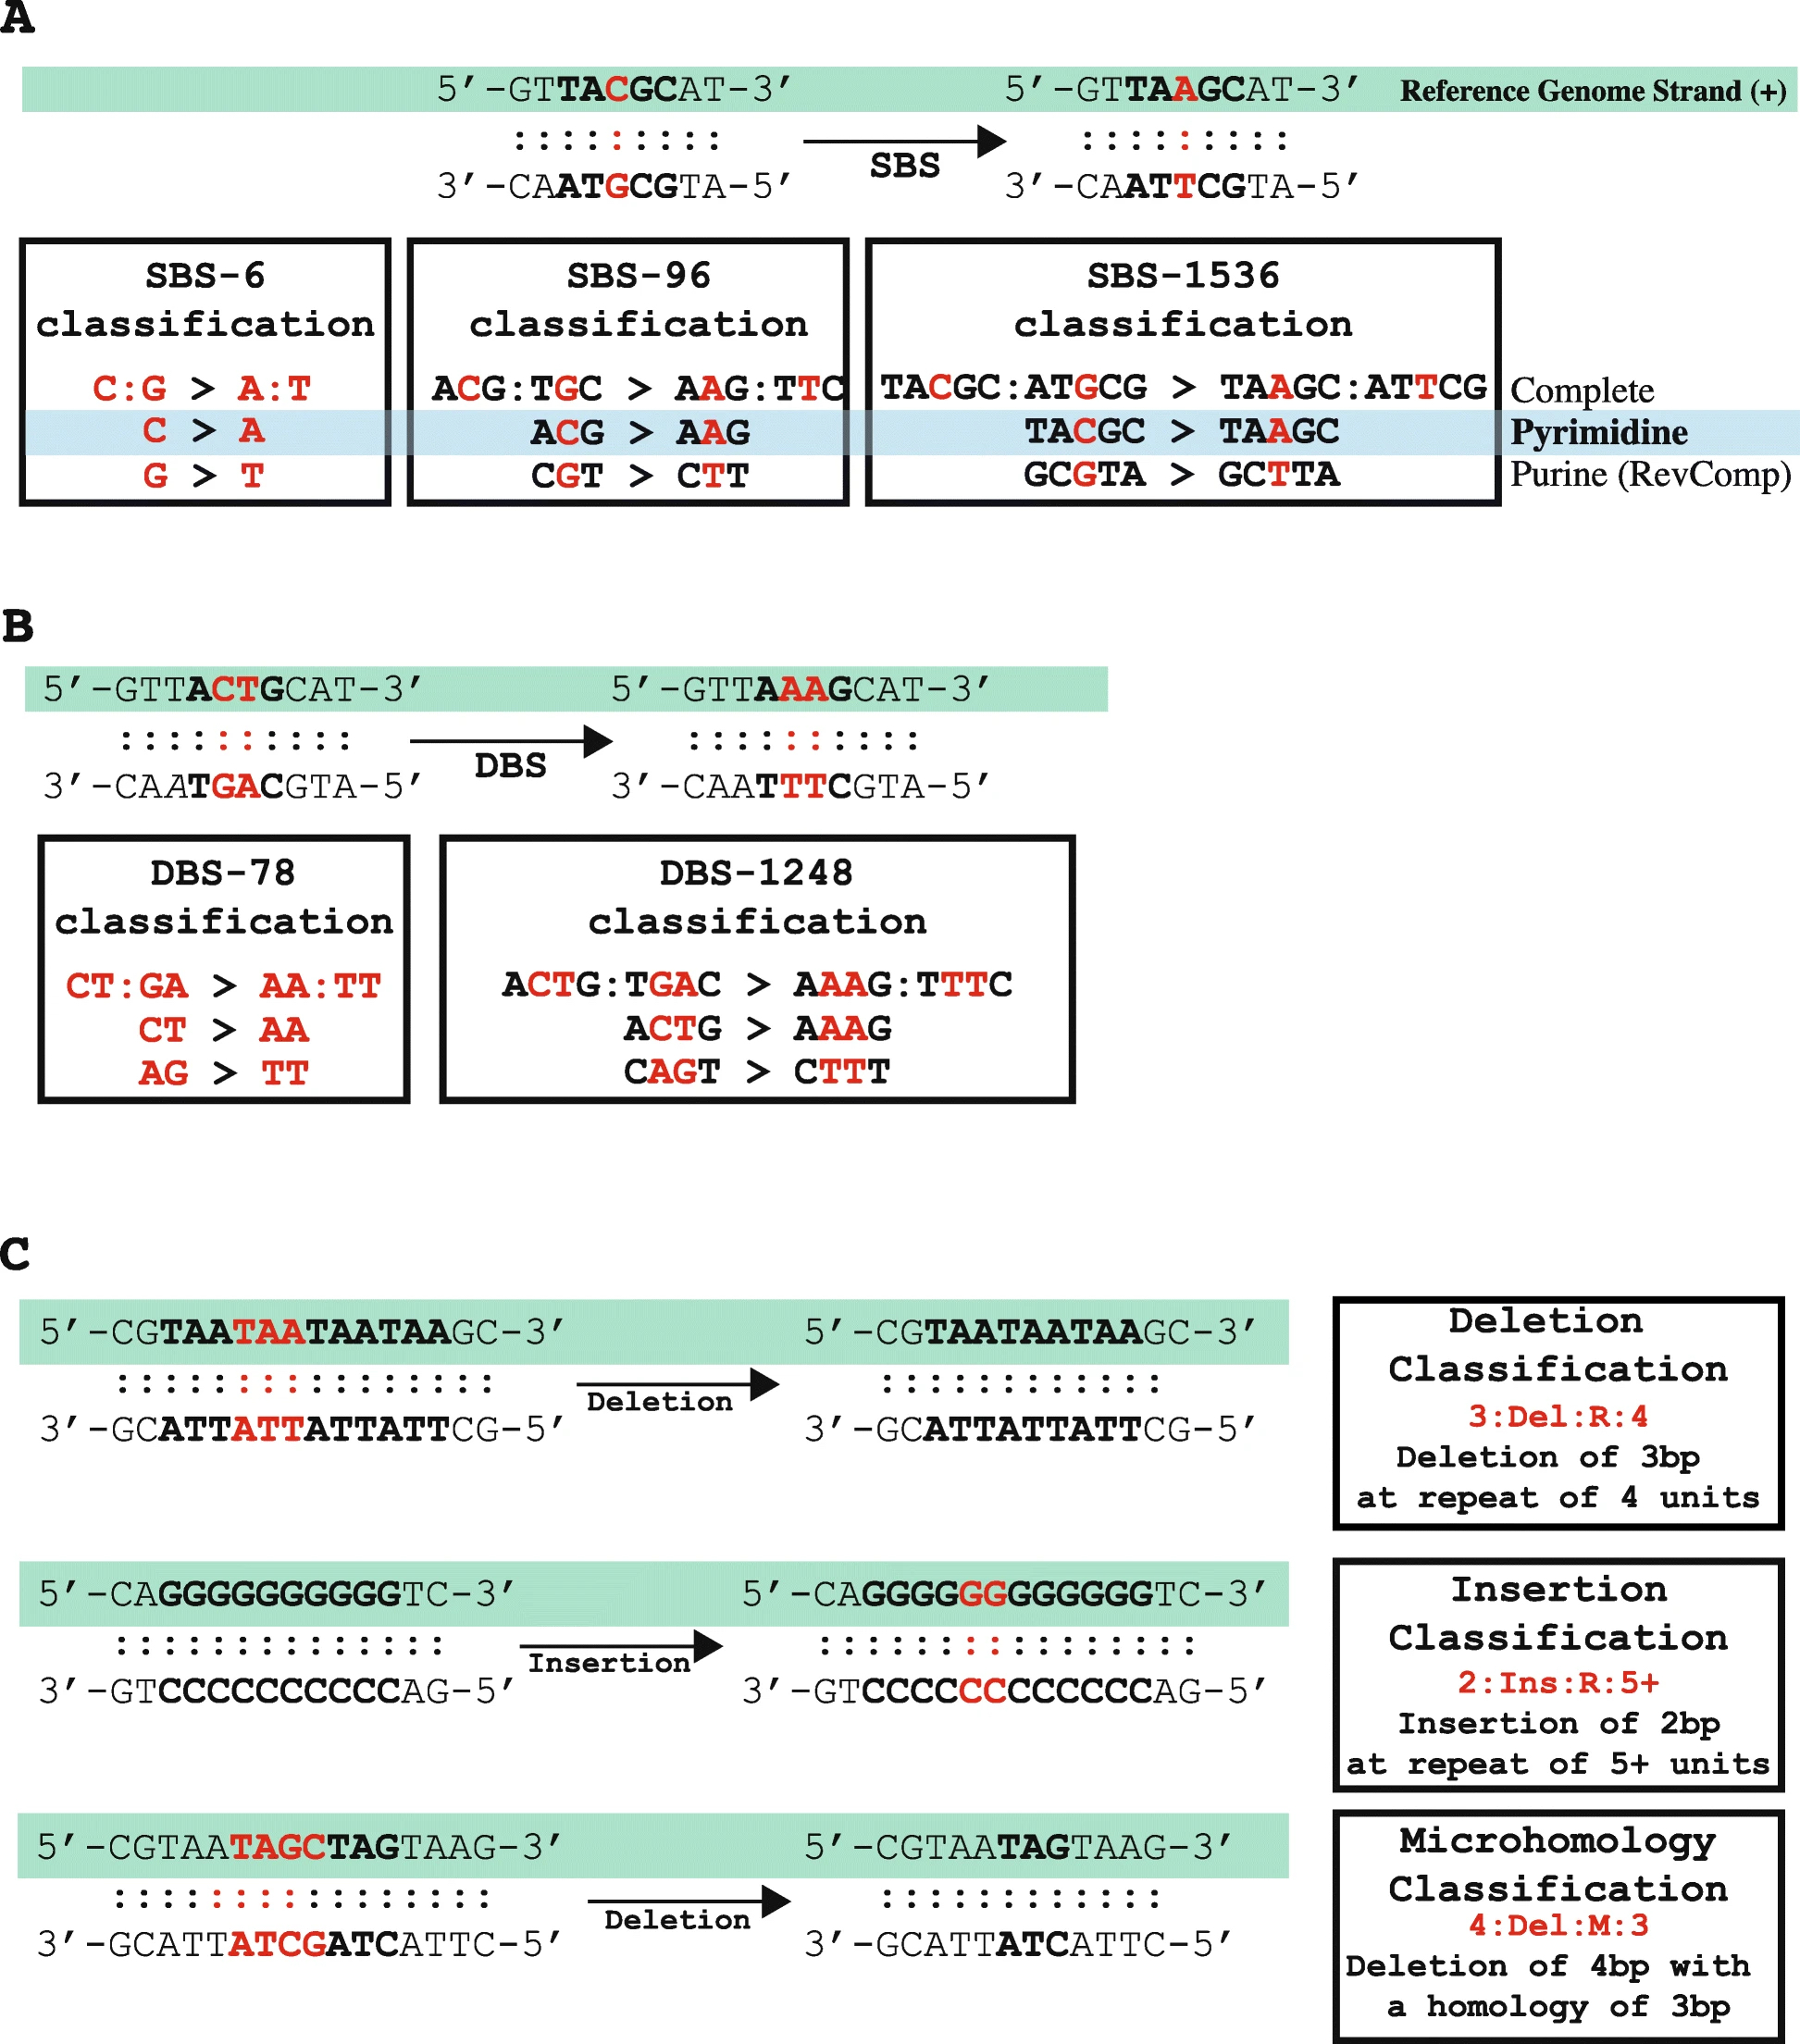 A
5′-GTTACGCAT-3′ 5′-GTTAAGCAT-3′ Reference Genome Strand (+)
::::::::: :::::::::
SBS
3′-CAATGCGTA-5′ 3′-CAATTCGTA-5′
SBS-6 classification
C:G > A:T
C > A
G > T
SBS-96 classification
ACG:TGC > AAG:TTC
ACG > AAG
CGT > CTT
SBS-1536 classification
TACGC:ATGCG > TAAGC:ATTCG
TACGC > TAAGC
GCGTA > GCTTA
Complete
Pyrimidine
Purine (RevComp)
B
5′-GTTACTGCAT-3′ 5′-GTTAAAGCAT-3′
:::::::::: ::::::::::
DBS
3′-CAATGACGTA-5′ 3′-CAATTTCGTA-5′
DBS-78
classification
CT:GA > AA:TT
CT > AA
AG > TT
DBS-1248
classification
ACTG:TGAC > AAAG:TTTC
ACTG > AAAG
CAGT > CTTT
C
5′-CGTAATAATAATAAGC-3′ 5′-CGTAATAATAAGC-3′
:::::::::::::::: ::::::::::::
Deletion
3′-GCATTATTATTATTCG-5′ 3′-GCATTATTATTCG-5′
Deletion
Classification
3:Del:R:4
Deletion of 3bp
at repeat of 4 units
5′-CAGGGGGGGGGGTC-3′ 5′-CAGGGGGGGGGGGGTC-3′
:::::::::::::: ::::::::::::::::
Insertion
3′-GTCCCCCCCCCCAG-5′ 3′-GTCCCCCCCCCCCCAG-5′
Insertion
Classification
2:Ins:R:5+
Insertion of 2bp
at repeat of 5+ units
5′-CGTAATAGCTAGTAAG-3′ 5′-CGTAATAGTAAG-3′
:::::::::::::::: ::::::::::::
Deletion
3′-GCATTATCGATCATTC-5′ 3′-GCATTATCATTC-5′
Microhomology
Classification
4:Del:M:3
Deletion of 4bp with
a homology of 3bp